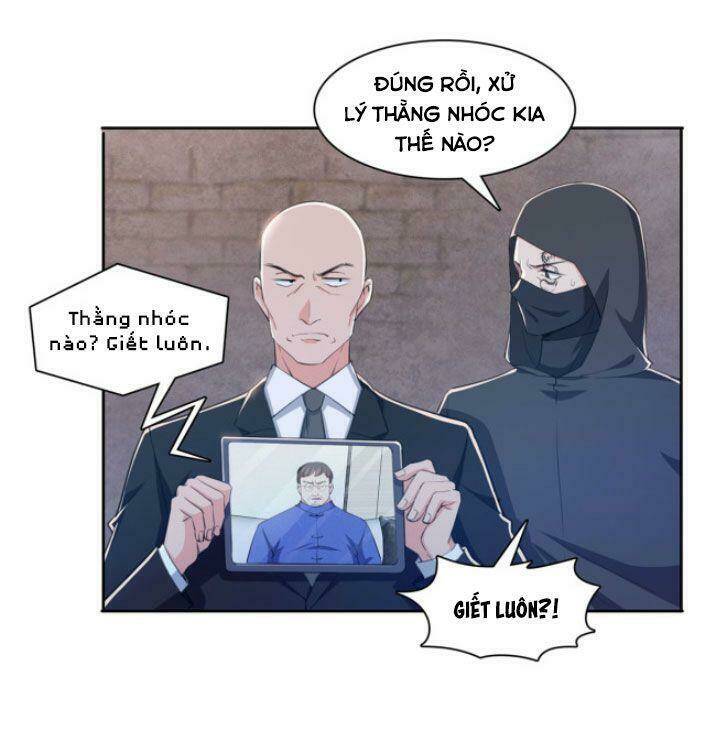 ĐÚNG RỒI, XỬ
LÝ THẰNG NHÓC KIA
THẾ NÀO?
Thằng nhóc
nào? Giết luôn.
GIẾT LUÔN?!